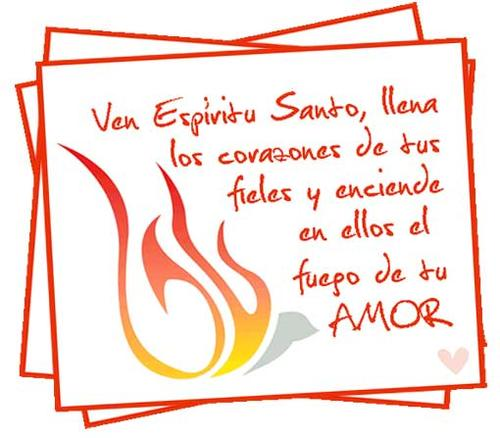 Ven Espíritu Santo, llena
los corazones de tus
fieles y enciende
en ellos el
fuego de tu
AMOR